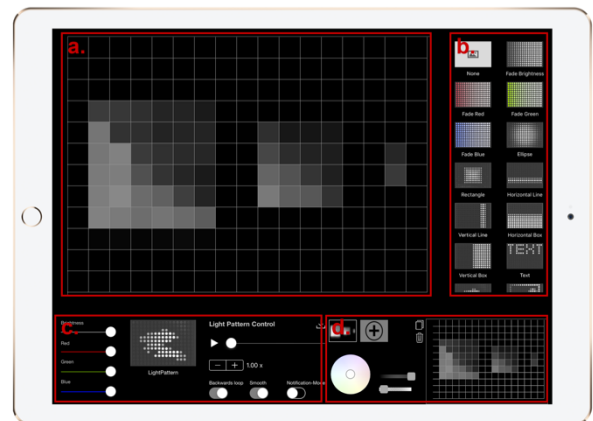 a.
b.
None
Fade Brightness
Fade Red
Fade Green
Fade Blue
Ellipse
Rectangle
Horizontal Line
Vertical Line
Horizontal Box
TEXT
Vertical Box
Text
c.
Brightness
Red
Green
Blue
LightPattern
Light Pattern Control
1.00 x
Backwards loop
Smooth
Notification-Mode
d.